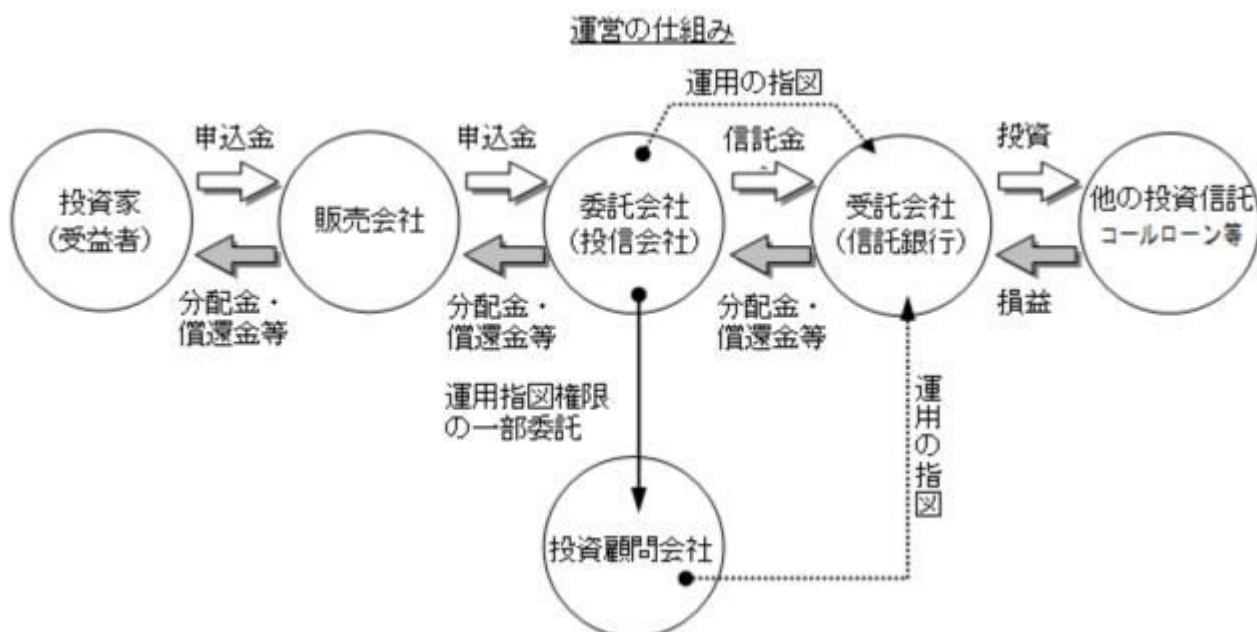 運営の仕組み
運用の指図
申込金
申込金
信託金
投資
投資家
(受益者)
販売会社
委託会社
(投信会社)
受託会社
(信託銀行)
他の投資信託
コールローン等
分配金・
償還金等
分配金・
償還金等
分配金・
償還金等
損益
運用指図権限
の一部委託
運用の指図
投資顧問会社